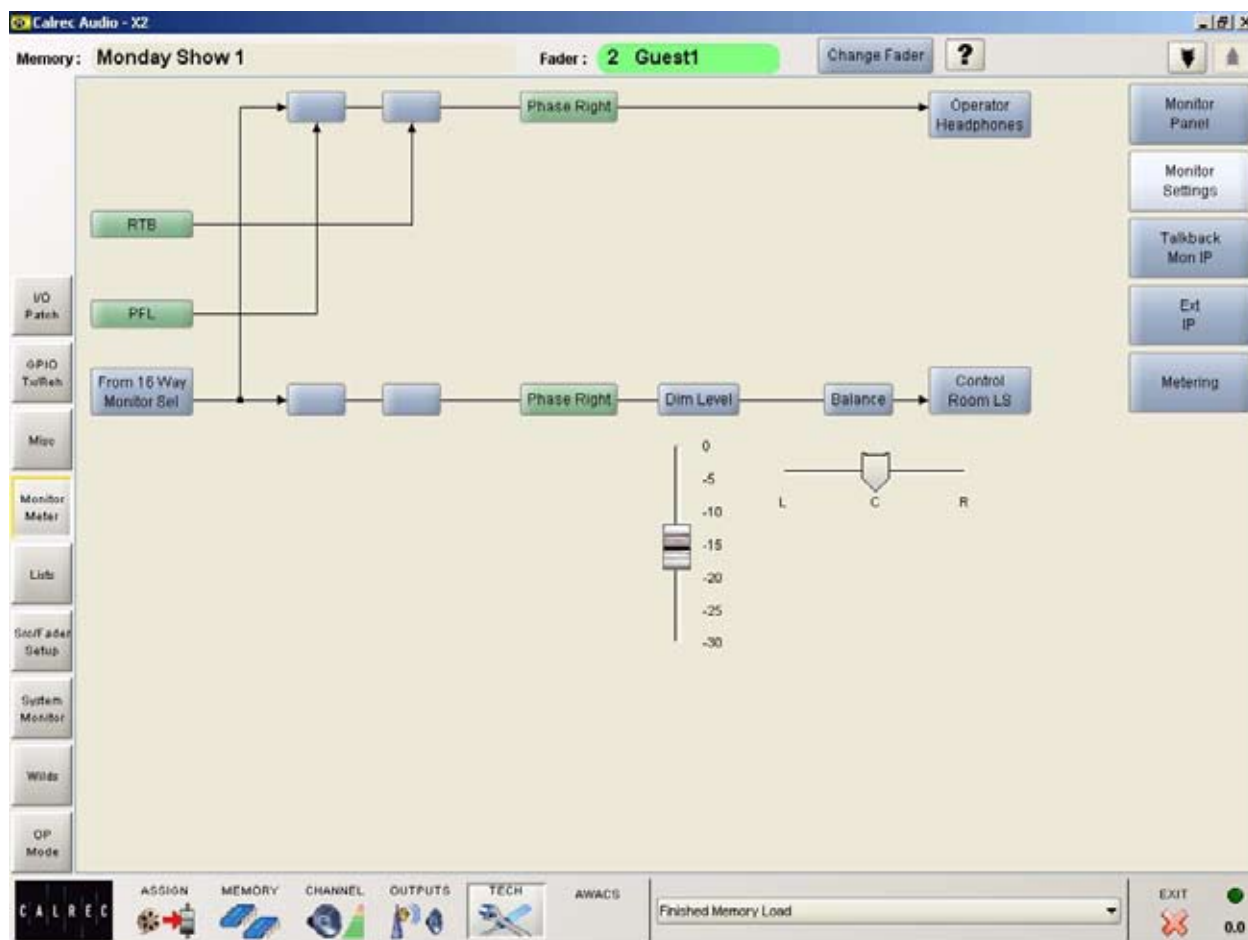 Calrec Audio - X2
Memory: Monday Show 1
Fader: 2 Guest1
Change Fader
?
Phase Right
Operator
Headphones
RTB
PFL
From 16 Way
Monitor Sel
Phase Right
Dim Level
Balance
Control
Room LS
0
-5
-10
-15
-20
-25
-30
L C R
Monitor
Panel
Monitor
Settings
Talkback
Mon IP
Ext
IP
Metering
I/O
Patch
GPIO
Tx/Reh
Misc
Monitor
Meter
Lists
Src/Fader
Setup
System
Monitor
Wilds
OP
Mode
CALREC
ASSIGN
MEMORY
CHANNEL
OUTPUTS
TECH
AWACS
Finished Memory Load
EXIT
0.0